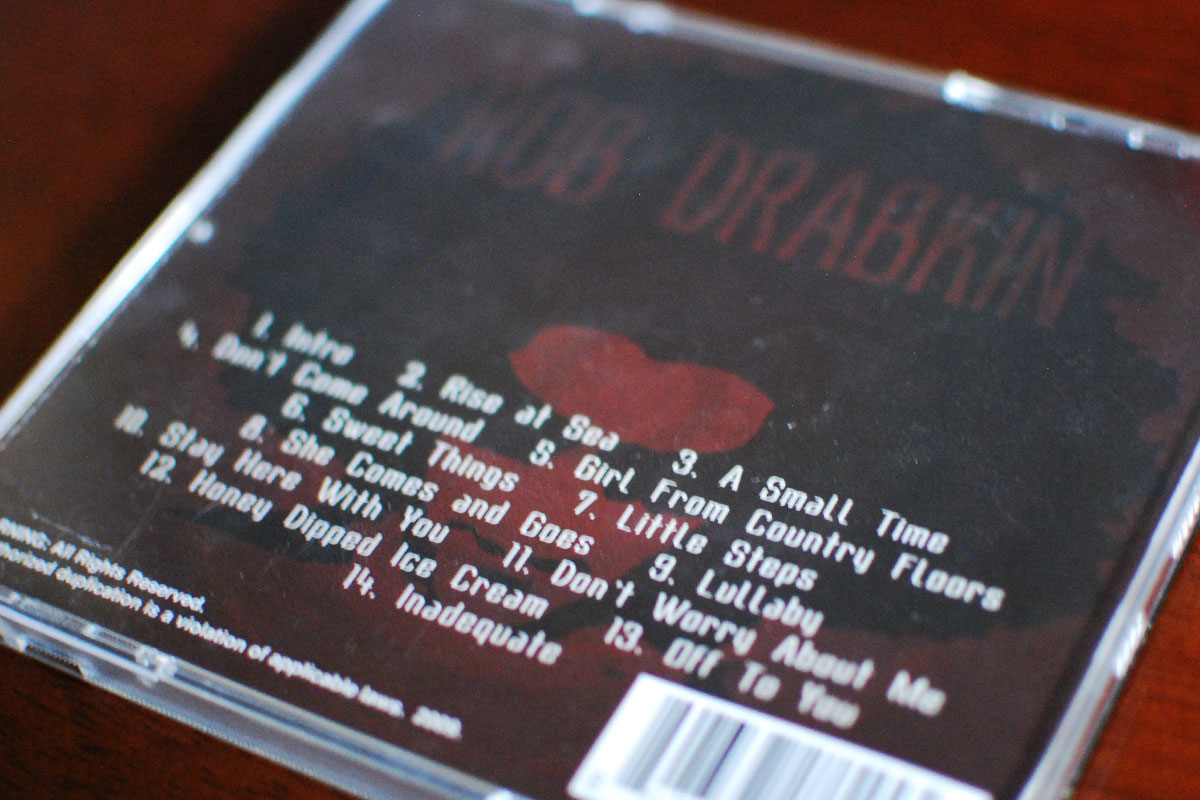 ROB DRABKIN
1. Intro 2. Rise at Sea 3. A Small Time
4. Don't Come Around 5. Girl From Country Floors
6. Sweet Things 7. Little Steps
8. She Comes and Goes 9. Lullaby
10. Stay Here With You 11. Don't Worry About Me
12. Honey Dipped Ice Cream 13. Off To You
14. Inadequate
All Rights Reserved.
duplication is a violation of applicable laws.